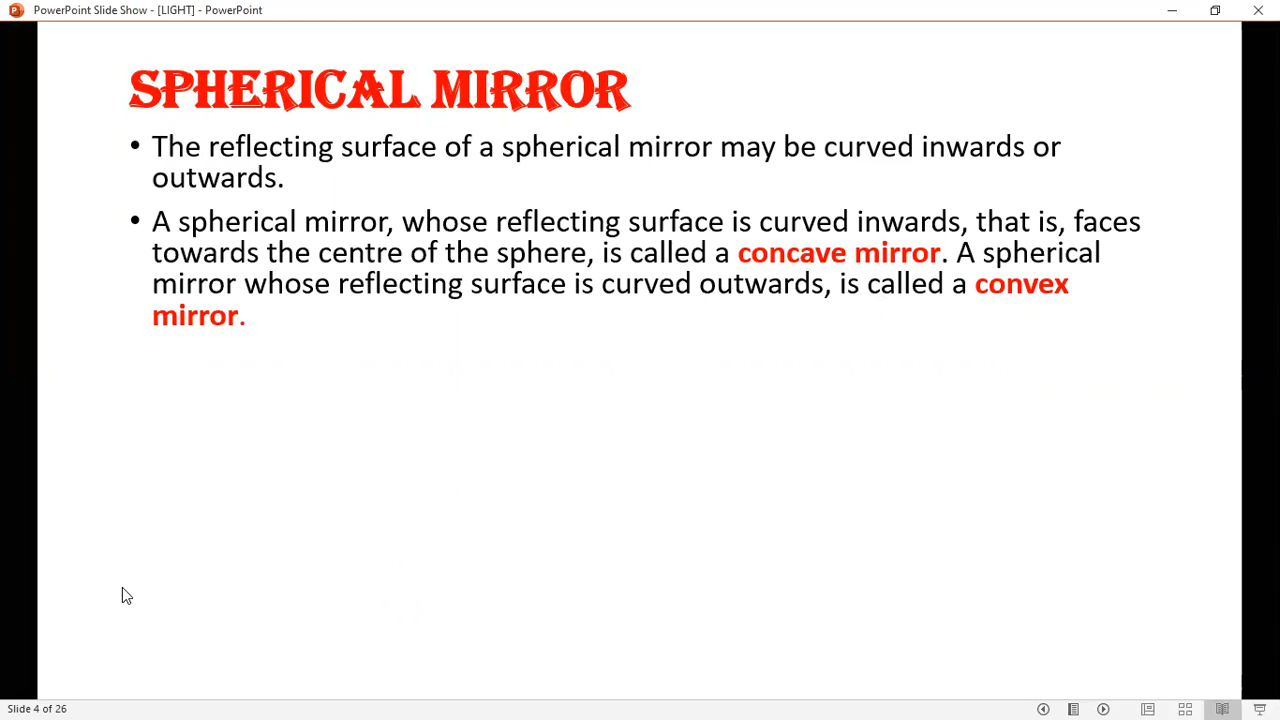 PowerPoint Slide Show - [LIGHT] - PowerPoint
SPHERICAL MIRROR
• The reflecting surface of a spherical mirror may be curved inwards or
outwards.
• A spherical mirror, whose reflecting surface is curved inwards, that is, faces
towards the centre of the sphere, is called a concave mirror. A spherical
mirror whose reflecting surface is curved outwards, is called a convex
mirror.
Slide 4 of 26